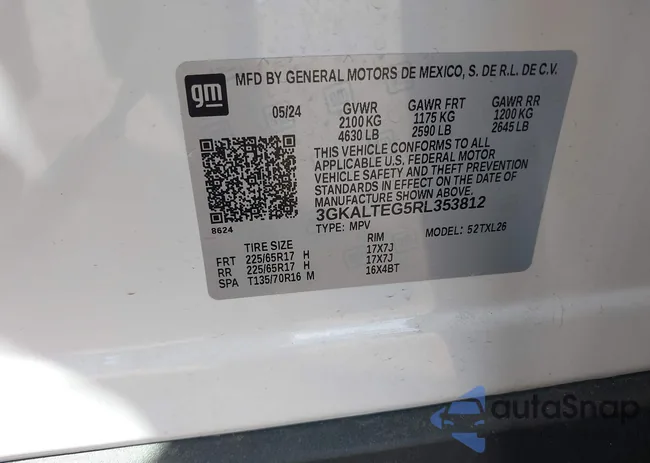 gm
MFD BY GENERAL MOTORS DE MEXICO, S. DE R.L. DE C.V.
05/24 GVWR GAWR FRT GAWR RR
2100 KG 1175 KG 1200 KG
4630 LB 2590 LB 2645 LB
THIS VEHICLE CONFORMS TO ALL
APPLICABLE U.S. FEDERAL MOTOR
VEHICLE SAFETY AND THEFT PREVENTION
STANDARDS IN EFFECT ON THE DATE OF
MANUFACTURE SHOWN ABOVE.
3GKALTEG5RL353812
8624 TYPE: MPV MODEL: 52TXL26
TIRE SIZE RIM
FRT 225/65R17 H 17X7J
RR 225/65R17 H 17X7J
SPA T135/70R16 M 16X4BT
autoSnap